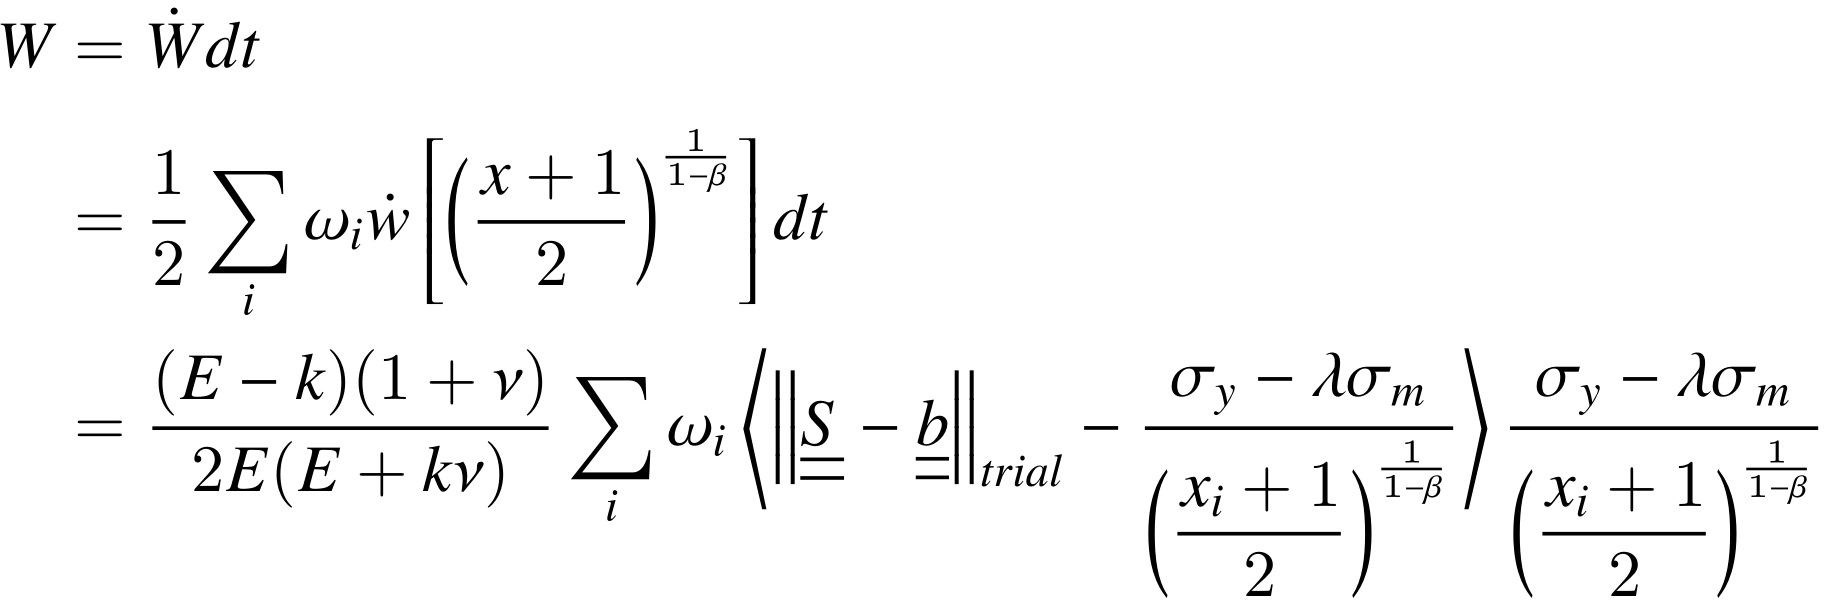 W = \dot{W}dt
= \frac{1}{2} \sum_{i} \omega_i \dot{w} \left[ \left( \frac{x+1}{2} \right)^{\frac{1}{1-\beta}} \right] dt
= \frac{(E-k)(1+\nu)}{2E(E+k\nu)} \sum_{i} \omega_i \left\langle \left\| \underline{\underline{S}} - \underline{\underline{b}} \right\|_{trial} - \frac{\sigma_y - \lambda\sigma_m}{\left( \frac{x_i+1}{2} \right)^{\frac{1}{1-\beta}}} \right\rangle \frac{\sigma_y - \lambda\sigma_m}{\left( \frac{x_i+1}{2} \right)^{\frac{1}{1-\beta}}}